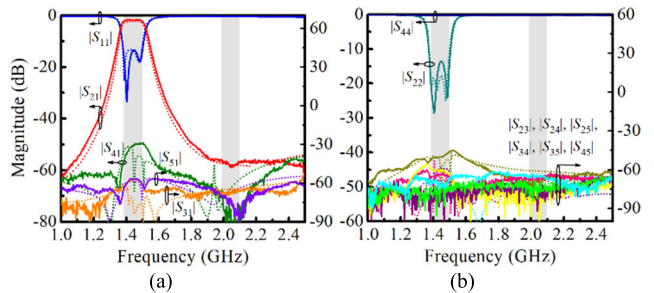 0
-20
-40
-60
-80
60
30
0
-30
-60
-90
Magnitude (dB)
|S11|
|S21|
|S41|
|S51|
|S31|
1.0 1.2 1.4 1.6 1.8 2.0 2.2 2.4
Frequency (GHz)
(a)
0
-10
-20
-30
-40
-50
-60
60
30
0
-30
-60
-90
|S44|
|S22|
|S23|, |S24|, |S25|,
|S34|, |S35|, |S45|
1.0 1.2 1.4 1.6 1.8 2.0 2.2 2.4
Frequency (GHz)
(b)